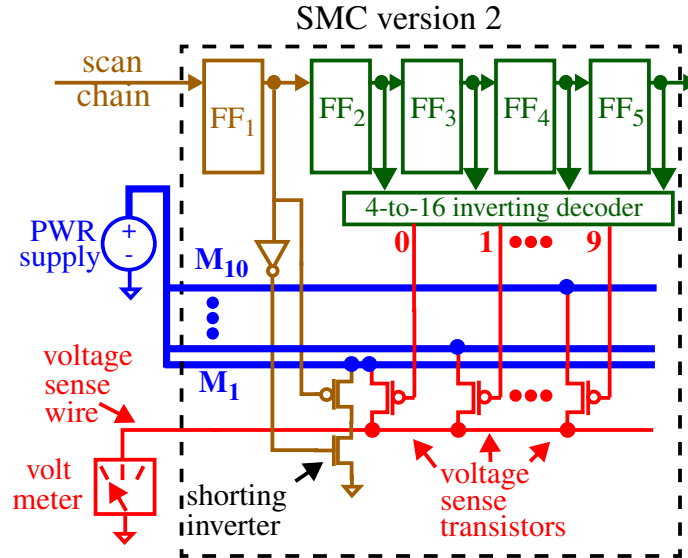 SMC version 2
scan
chain
FF1
FF2
FF3
FF4
FF5
4-to-16 inverting decoder
0
1
9
PWR
supply
+
-
M10
M1
voltage
sense
wire
volt
meter
shorting
inverter
voltage
sense
transistors